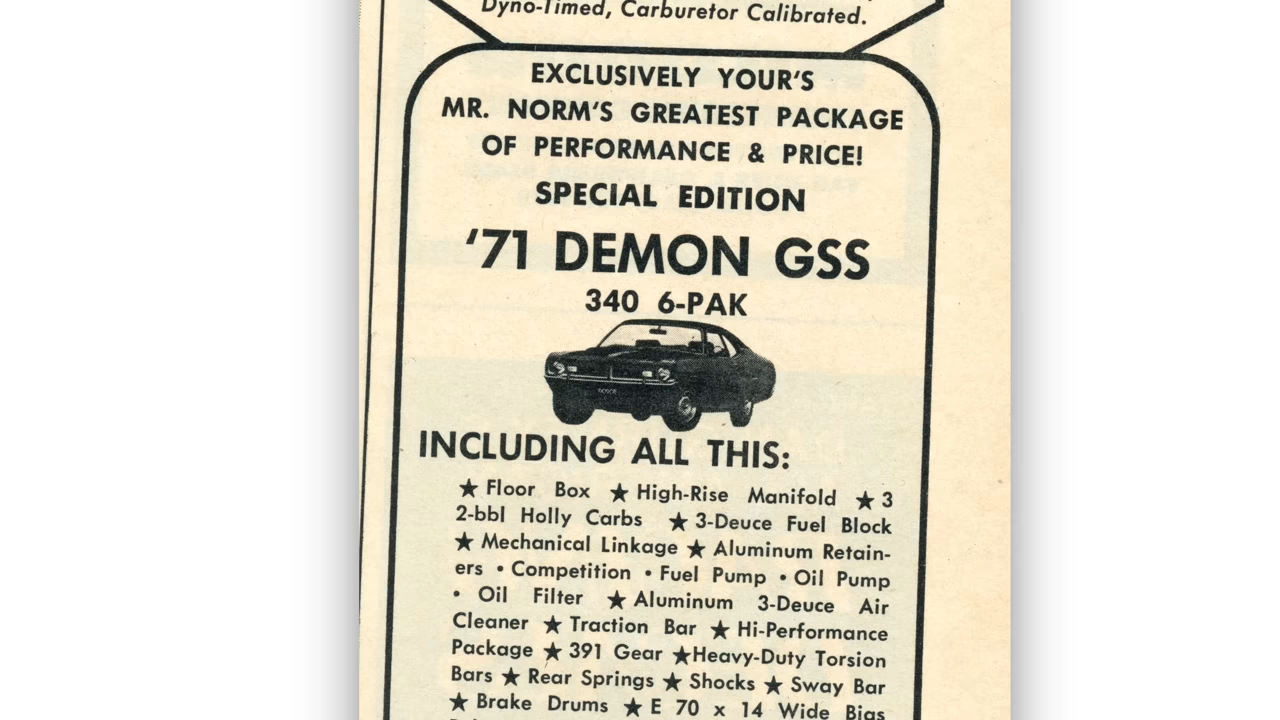 Dyno-Timed, Carburetor Calibrated.
EXCLUSIVELY YOUR'S
MR. NORM'S GREATEST PACKAGE
OF PERFORMANCE & PRICE!
SPECIAL EDITION
'71 DEMON GSS
340 6-PAK
INCLUDING ALL THIS:
★ Floor Box ★ High-Rise Manifold ★ 3
2-bbl Holly Carbs ★ 3-Deuce Fuel Block
★ Mechanical Linkage ★ Aluminum Retain-
ers • Competition • Fuel Pump • Oil Pump
• Oil Filter ★ Aluminum 3-Deuce Air
Cleaner ★ Traction Bar ★ Hi-Performance
Package ★ 391 Gear ★ Heavy-Duty Torsion
Bars ★ Rear Springs ★ Shocks ★ Sway Bar
★ Brake Drums ★ E 70 x 14 Wide Bias